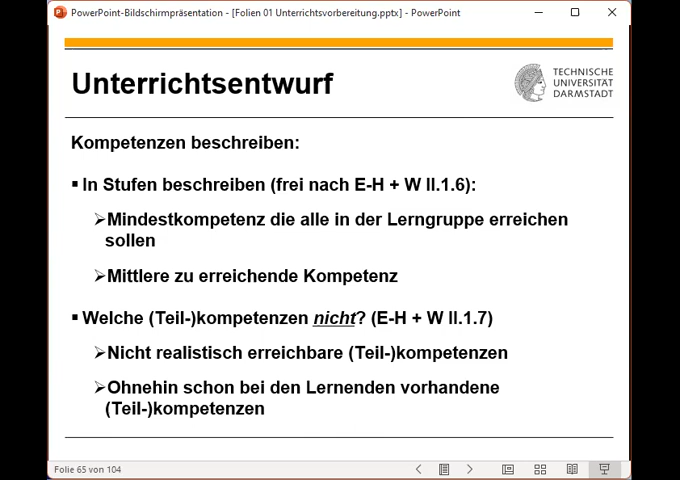 PowerPoint-Bildschirmpräsentation - [Folien 01 Unterrichtsvorbereitung.pptx] - PowerPoint
Unterrichtsentwurf
TECHNISCHE
UNIVERSITÄT
DARMSTADT
Kompetenzen beschreiben:
▪ In Stufen beschreiben (frei nach E-H + W II.1.6):
➢Mindestkompetenz die alle in der Lerngruppe erreichen
sollen
➢Mittlere zu erreichende Kompetenz
▪ Welche (Teil-)kompetenzen nicht? (E-H + W II.1.7)
➢Nicht realistisch erreichbare (Teil-)kompetenzen
➢Ohnehin schon bei den Lernenden vorhandene
(Teil-)kompetenzen
Folie 65 von 104